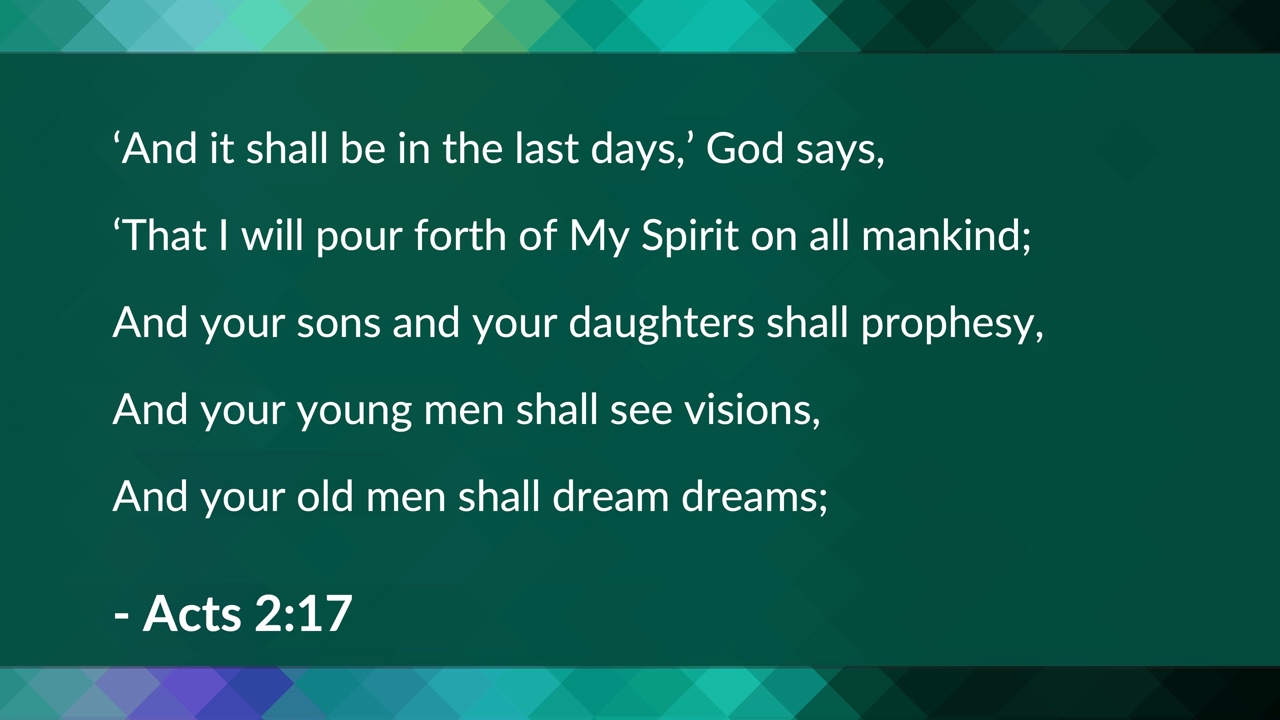 ‘And it shall be in the last days,’ God says,
‘That I will pour forth of My Spirit on all mankind;
And your sons and your daughters shall prophesy,
And your young men shall see visions,
And your old men shall dream dreams;
- Acts 2:17